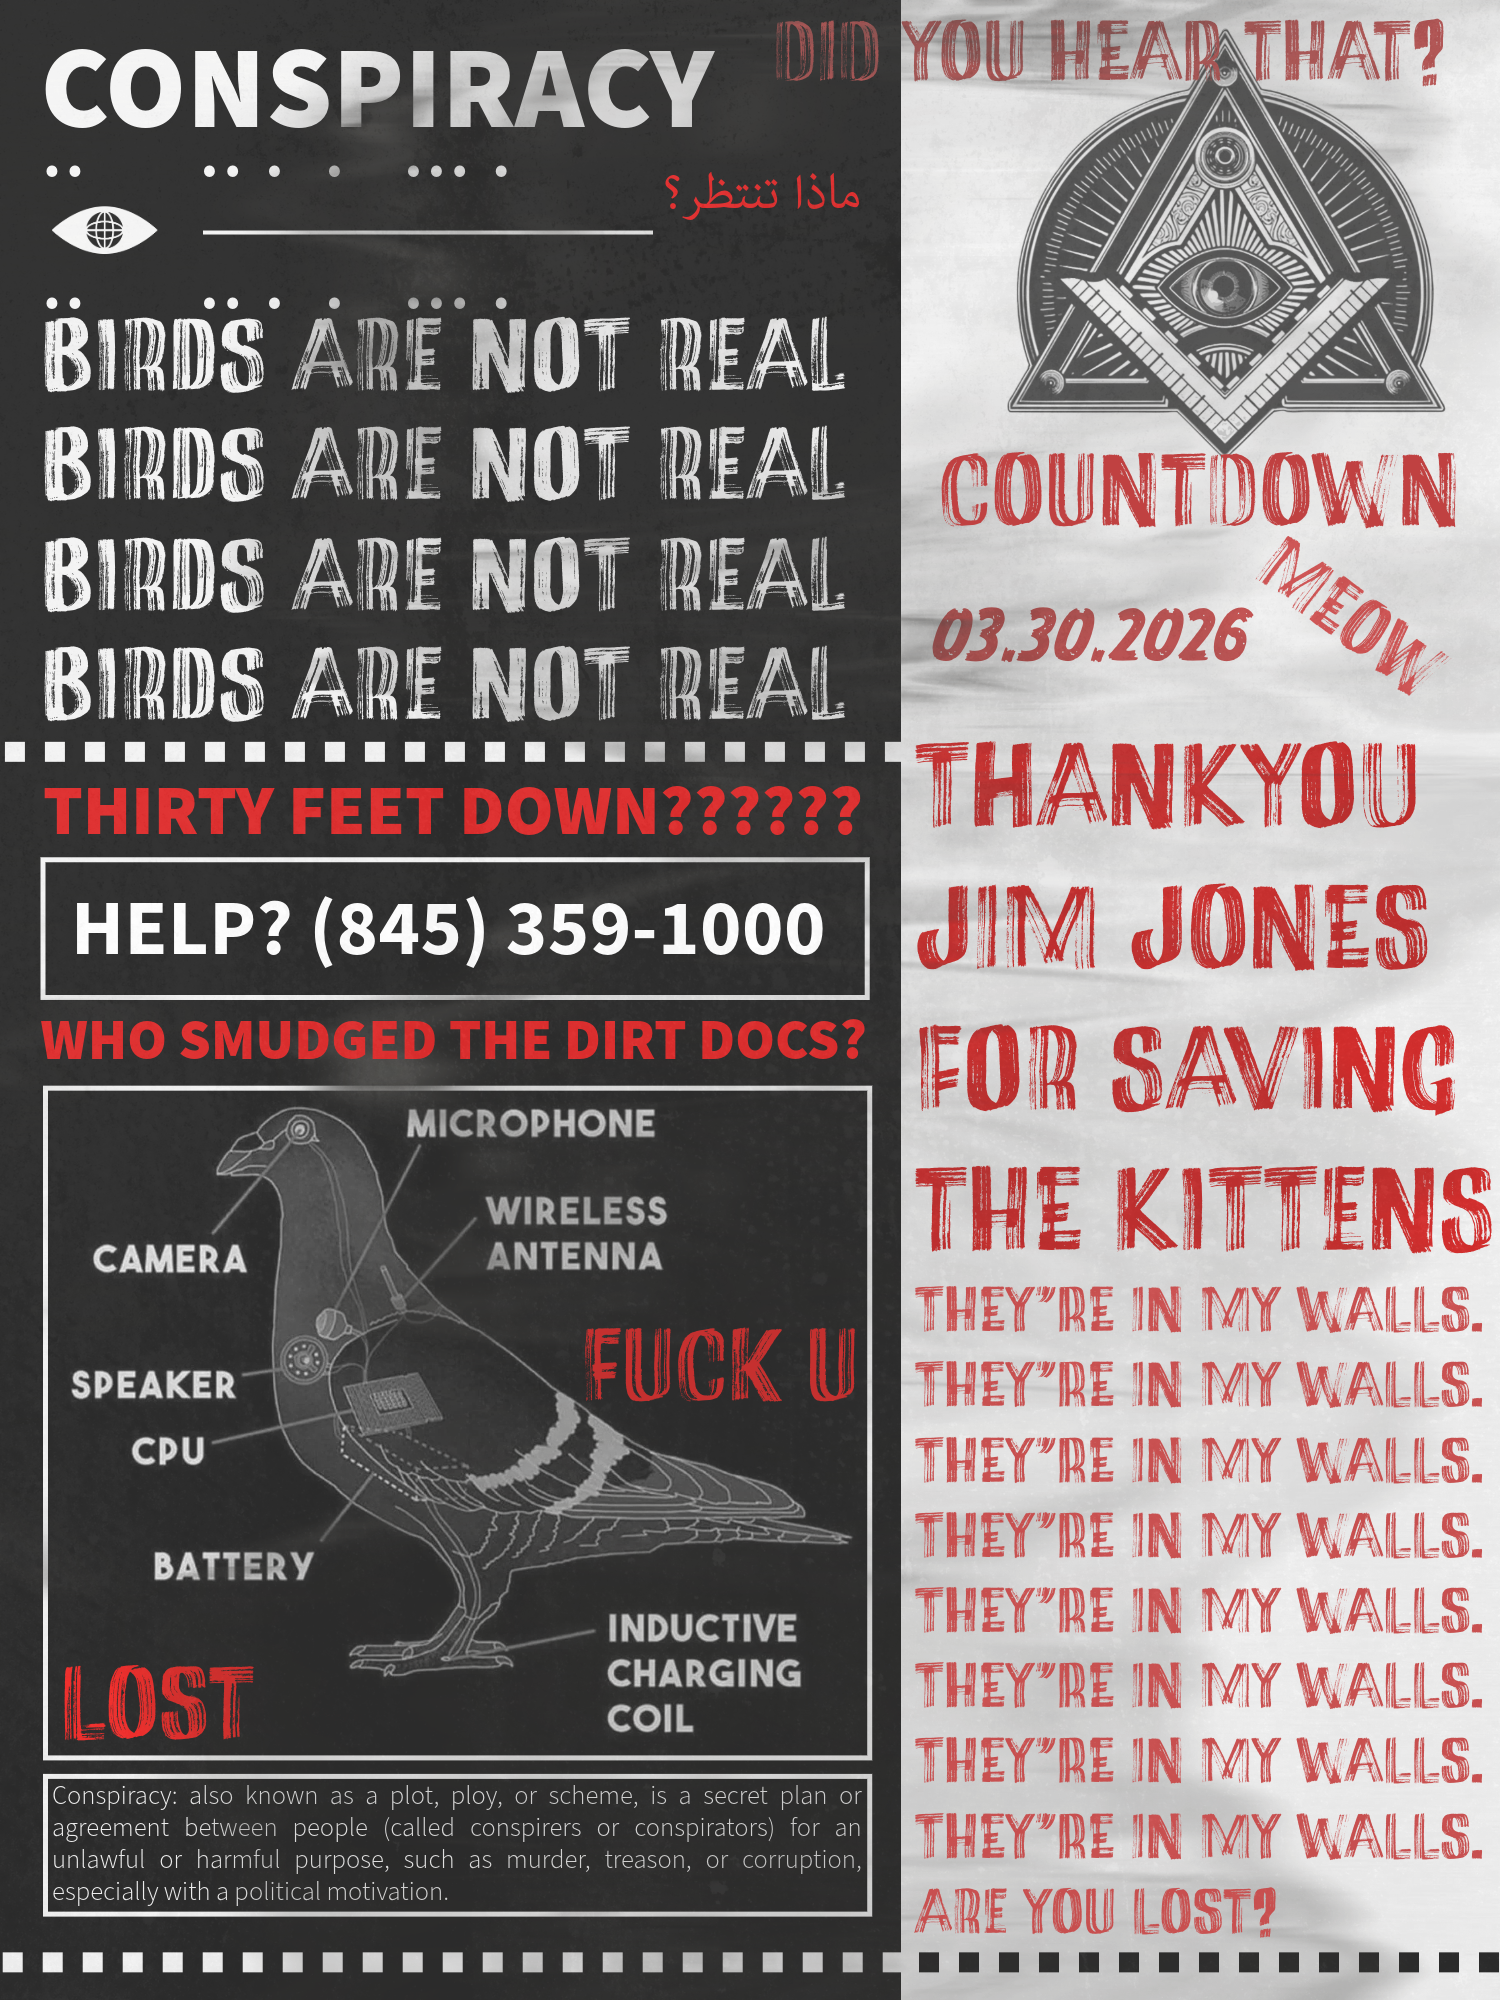 DID YOU HEAR THAT?
CONSPIRACY
ماذا تنتظر؟
BIRDS ARE NOT REAL
BIRDS ARE NOT REAL
BIRDS ARE NOT REAL
BIRDS ARE NOT REAL
THIRTY FEET DOWN??????
HELP? (845) 359-1000
WHO SMUDGED THE DIRT DOCS?
MICROPHONE
WIRELESS
ANTENNA
CAMERA
FUCK U
SPEAKER
CPU
BATTERY
INDUCTIVE
CHARGING
COIL
LOST
Conspiracy: also known as a plot, ploy, or scheme, is a secret plan or
agreement between people (called conspirers or conspirators) for an
unlawful or harmful purpose, such as murder, treason, or corruption,
especially with a political motivation.
COUNTDOWN
MEOW
03.30.2026
THANKYOU
JIM JONES
FOR SAVING
THE KITTENS
THEY"RE IN MY WALLS.
THEY"RE IN MY WALLS.
THEY"RE IN MY WALLS.
THEY"RE IN MY WALLS.
THEY"RE IN MY WALLS.
THEY"RE IN MY WALLS.
THEY"RE IN MY WALLS.
THEY"RE IN MY WALLS.
ARE YOU LOST?